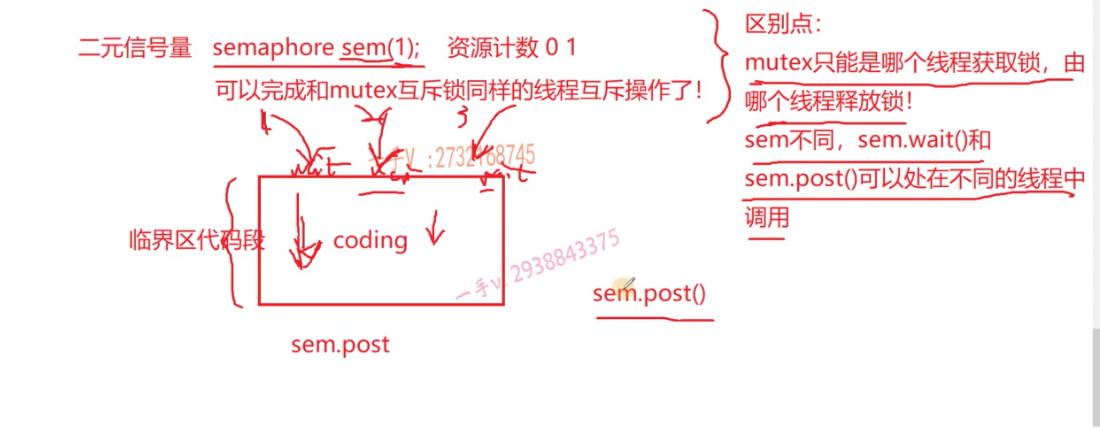 二元信号量 semaphore sem(1); 资源计数 0 1
可以完成和mutex互斥锁同样的线程互斥操作了！
区别点：
mutex只能是哪个线程获取锁，由
哪个线程释放锁！
sem不同，sem.wait()和
sem.post()可以处在不同的线程中
调用
1 2 3
一手V :2732168745
wait wait wait
临界区代码段
coding
一手v. 2938843375
sem.post()
sem.post